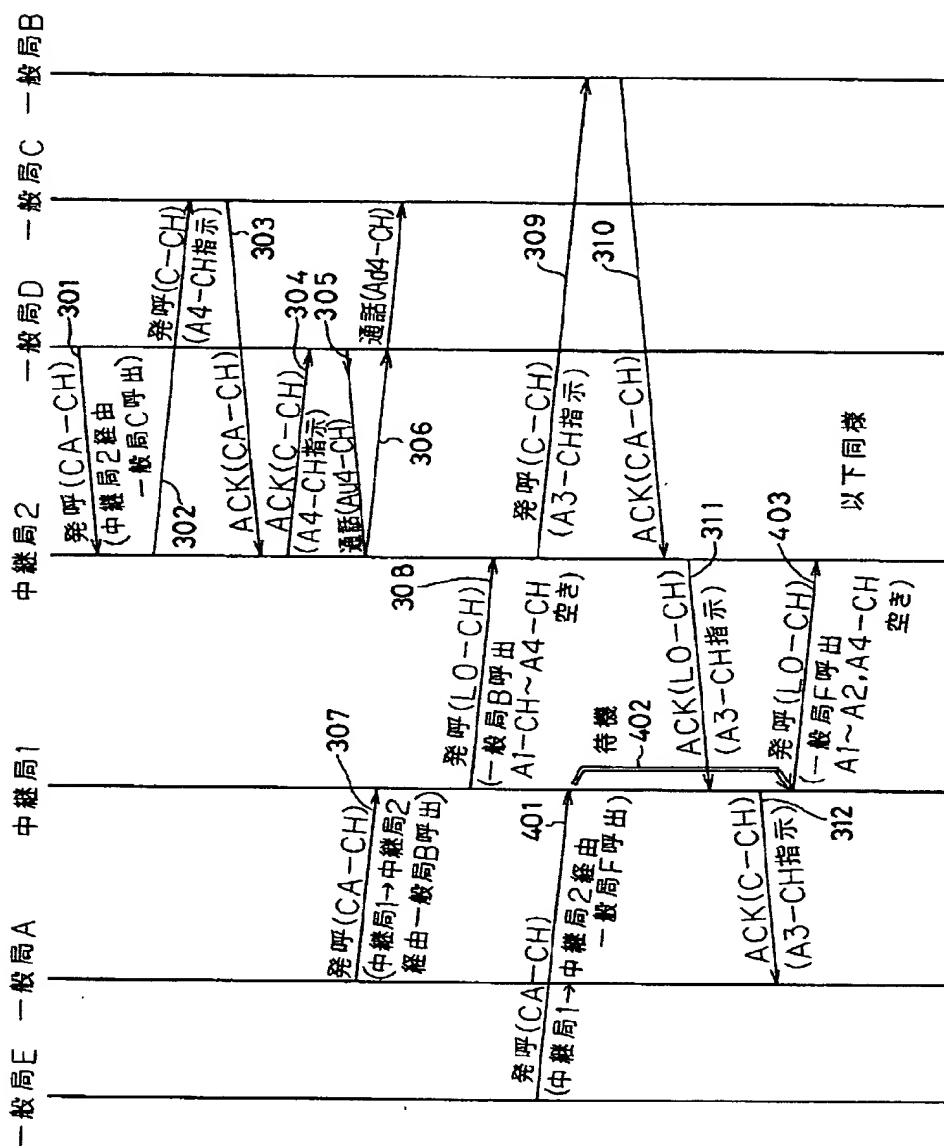 一般局E
一般局A
中継局1
中継局2
一般局D
一般局C
一般局B
発呼(CA-CH)
301
(中継局2経由
一般局C呼出)
302
発呼(C-CH)
(A4-CH指示)
303
ACK(CA-CH)
ACK(C-CH)
304
(A4-CH指示)
305
通話(Au4-CH)
306
通話(Ad4-CH)
発呼(CA-CH)
307
(中継局1→中継局2
経由一般局B呼出)
308
発呼(LO-CH)
(一般局B呼出
A1-CH~A4-CH
空き)
発呼(C-CH)
309
(A3-CH指示)
310
ACK(CA-CH)
発呼(CA-CH)
401
(中継局1→中継局2経由
一般局F呼出)
待機
402
ACK(LO-CH)
311
(A3-CH指示)
ACK(C-CH)
312
(A3-CH指示)
発呼(LO-CH)
403
(一般局F呼出
A1~A2,A4-CH
空き)
以下同様